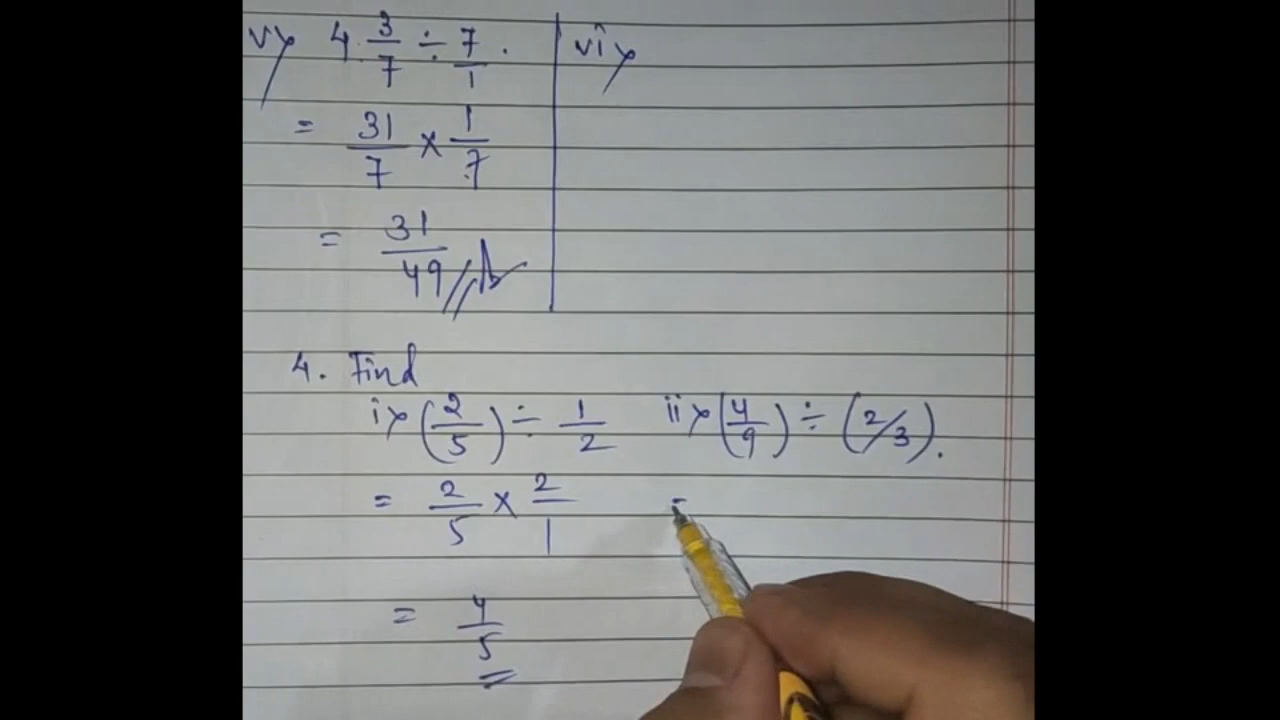 v) 4 3/7 ÷ 7/1 .
= 31/7 × 1/7
= 31/49 //
vi)
4. Find
i) (2/5) ÷ 1/2
= 2/5 × 2/1
= 4/5
ii) (4/9) ÷ (2/3).
=